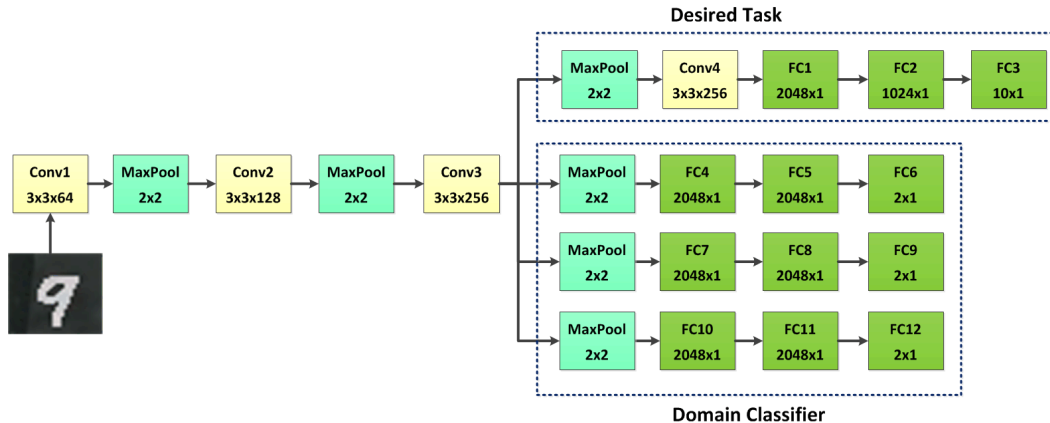 Desired Task
MaxPool
2x2
Conv4
3x3x256
FC1
2048x1
FC2
1024x1
FC3
10x1
Conv1
3x3x64
MaxPool
2x2
Conv2
3x3x128
MaxPool
2x2
Conv3
3x3x256
MaxPool
2x2
FC4
2048x1
FC5
2048x1
FC6
2x1
MaxPool
2x2
FC7
2048x1
FC8
2048x1
FC9
2x1
9
MaxPool
2x2
FC10
2048x1
FC11
2048x1
FC12
2x1
Domain Classifier